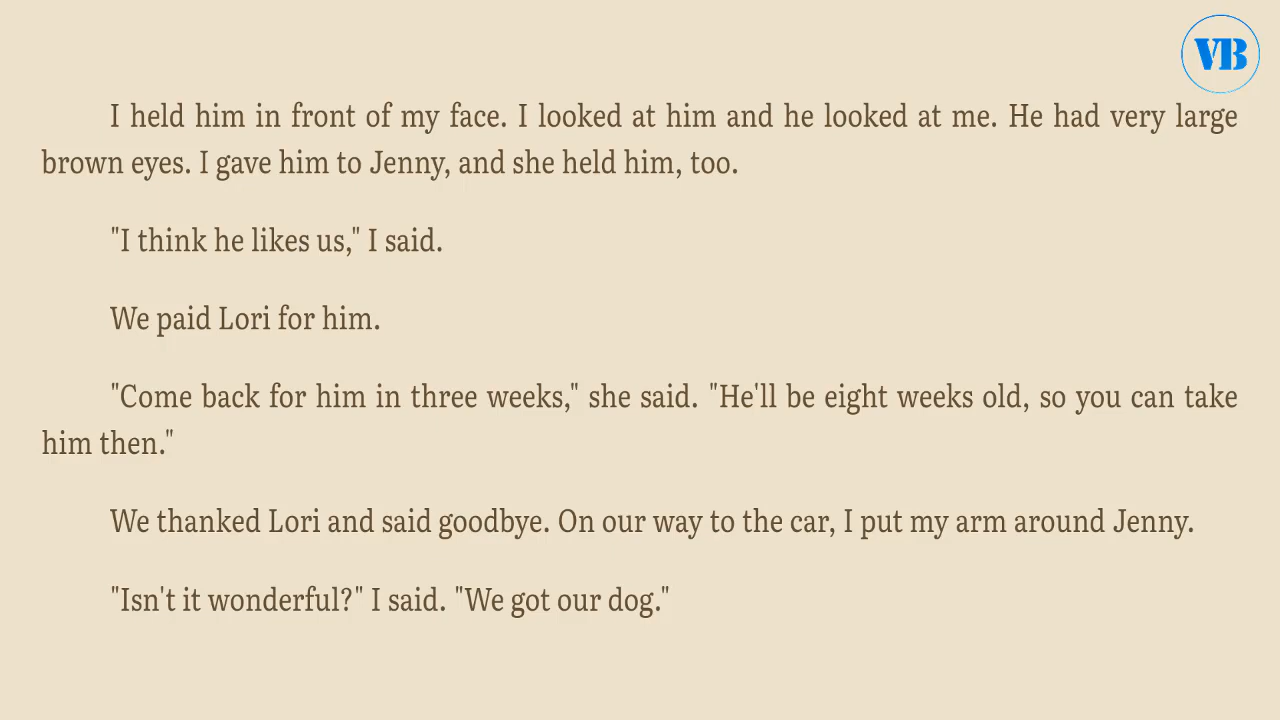 VB
I held him in front of my face. I looked at him and he looked at me. He had very large
brown eyes. I gave him to Jenny, and she held him, too.
"I think he likes us," I said.
We paid Lori for him.
"Come back for him in three weeks," she said. "He'll be eight weeks old, so you can take
him then."
We thanked Lori and said goodbye. On our way to the car, I put my arm around Jenny.
"Isn't it wonderful?" I said. "We got our dog."